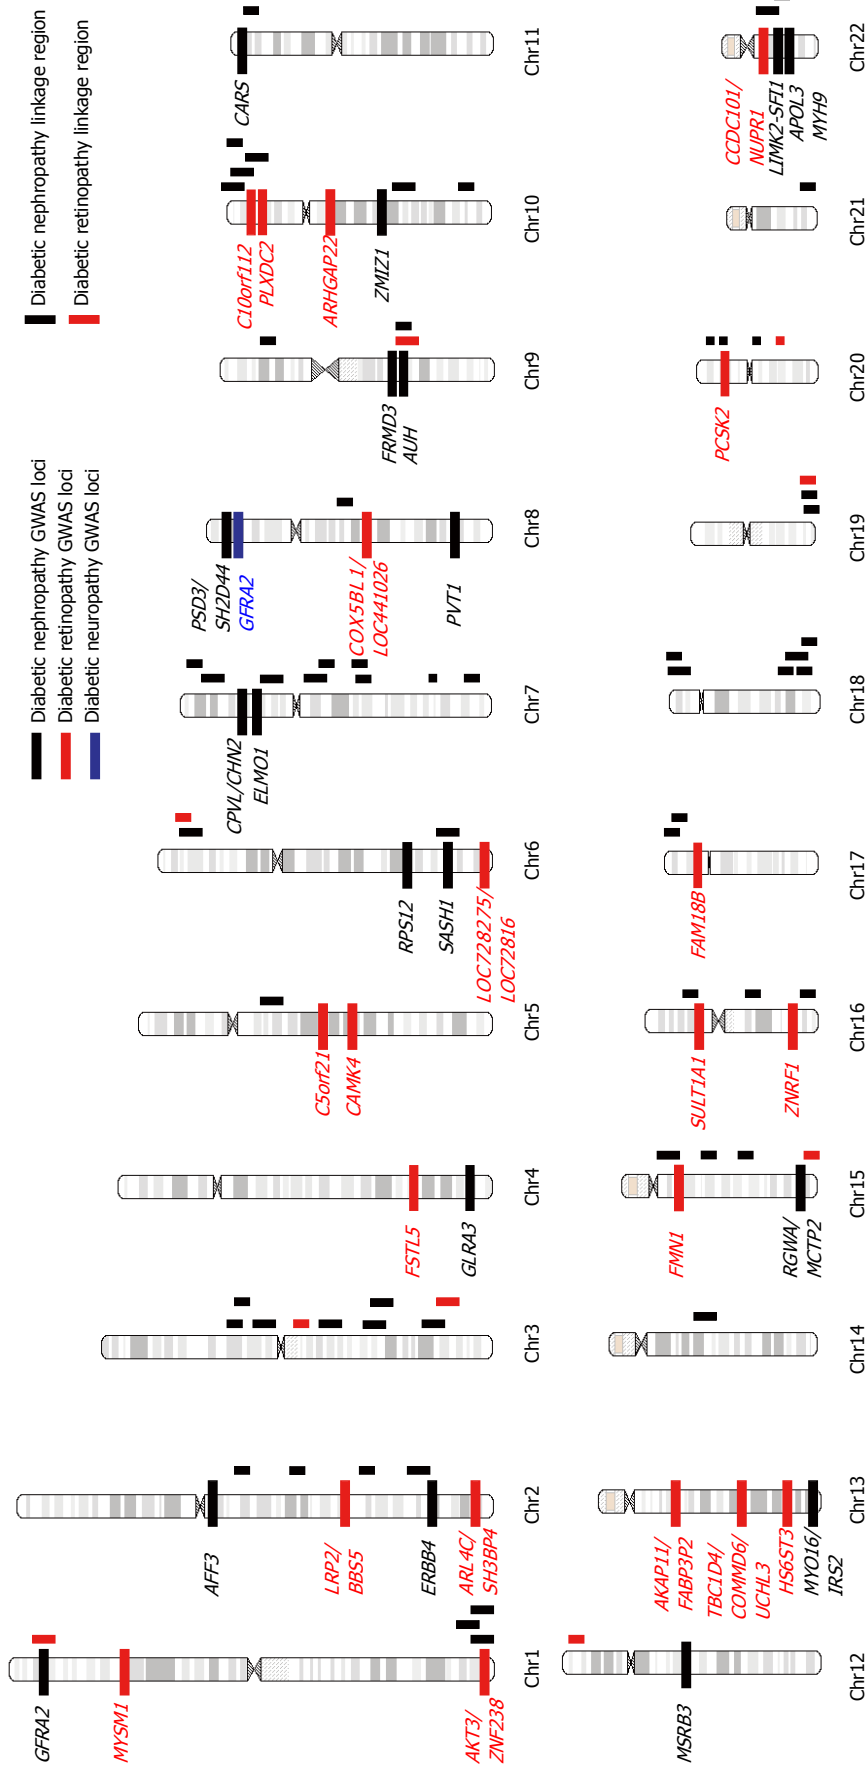 Diabetic nephropathy GWAS loci
Diabetic retinopathy GWAS loci
Diabetic neuropathy GWAS loci
Diabetic nephropathy linkage region
Diabetic retinopathy linkage region
GFRA2
MYSM1
AKT3/
ZNF238
Chr1
AFF3
LRP2/
BBS5
ERBB4
ARL4C/
SH3BP4
Chr2
Chr3
FSTL5
GLRA3
Chr4
C5orf21
CAMK4
Chr5
RPS12
SASH1
LOC728275/
LOC72816
Chr6
CPVL/CHN2
ELMO1
Chr7
PSD3/
SH2D44
GFRA2
COX5BL1/
LOC441026
PVT1
Chr8
FRMD3
AUH
Chr9
C10orf112
PLXDC2
ARHGAP22
ZMIZ1
Chr10
CARS
Chr11
MSRB3
Chr12
AKAP11/
FABP3P2
TBC1D4/
COMMD6/
UCHL3
HS6ST3
MYO16/
IRS2
Chr13
Chr14
FMN1
RGWA/
MCTP2
Chr15
SULT1A1
ZNRF1
Chr16
FAM18B
Chr17
Chr18
Chr19
PCSK2
Chr20
Chr21
CCDC101/
NUPR1
LIMK2-SFI1
APOL3
MYH9
Chr22